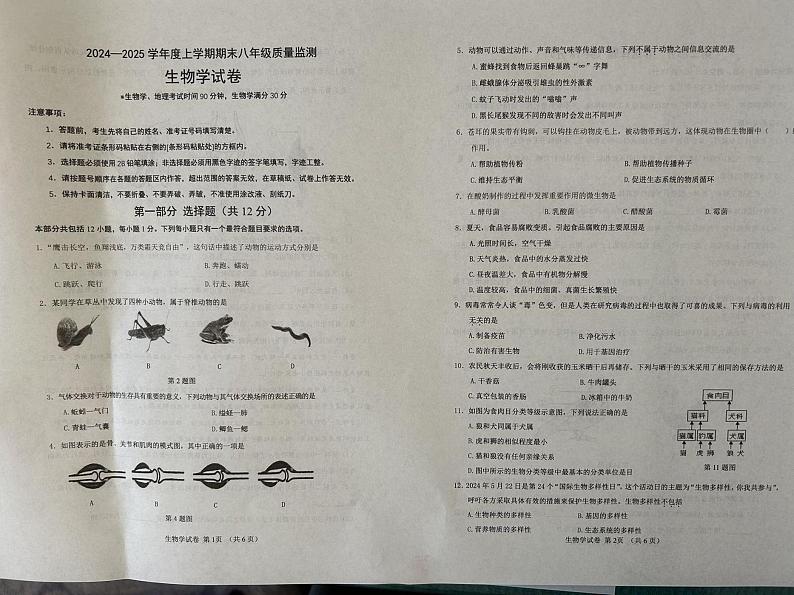 2024—2025 学年度上学期期末八年级质量监测
生物学试卷
*生物学、地理考试时间 90 分钟，生物学满分 30 分
注意事项：
1. 答题前，考生先将自己的姓名、准考证号码填写清楚。
2. 请将准考证条形码粘贴在右侧的[条形码粘贴处]的方框内。
3. 选择题必须使用 2B 铅笔填涂；非选择题必须用黑色字迹的签字笔填写，字迹工整。
4. 请按题号顺序在各题的答题区内作答，超出范围的答案无效，在草稿纸、试卷上作答无效。
5. 保持卡面清洁，不要折叠、不要弄破、弄皱，不准使用涂改液、刮纸刀。
第一部分 选择题（共 12 分）
本部分共包括 12 小题，每小题 1 分。下列每小题只有一个最符合题目要求的选项。
1. “鹰击长空，鱼翔浅底，万类霜天竞自由”，这句话中描述了动物的运动方式分别是
A. 飞行、游泳 B. 奔跑、蠕动
C. 跳跃、爬行 D. 行走、跳跃
2. 某同学在草丛中发现了四种小动物，属于脊椎动物的是
A B C D
第 2 题图
3. 气体交换对于动物的生存具有重要的意义，下列动物与其气体交换场所的表述正确的是
A. 蚯蚓—气门 B. 缢蛏—肺
C. 青蛙—气囊 D. 鲫鱼—鳃
4. 如图表示的是骨、关节和肌肉的模式图，其中正确的一项是
A B C D
第 4 题图
生物学试卷 第 1页 （共 6 页）
5. 动物可以通过动作、声音和气味等传递信息，下列不属于动物之间信息交流的是
A. 蜜蜂找到食物后返回蜂巢跳“∞”字舞
B. 雌蛾腺体分泌吸引雄虫的性外激素
C. 蚊子飞动时发出的“嗡嗡”声
D. 黑长尾猴发现不同的敌害时会发出不同叫声
6. 苍耳的果实带有钩刺，可以钩挂在动物皮毛上，被动物带到远方，这体现动物在生物圈中（ ）的
作用。
A. 帮助植物传粉 B. 帮助植物传播种子
C. 维持生态平衡 D. 促进生态系统的物质循环
7. 在酸奶制作的过程中发挥重要作用的微生物是
A. 酵母菌 B. 乳酸菌 C. 醋酸菌 D. 霉菌
8. 夏天，食品容易腐败变质，引起食品腐败的主要原因是
A. 光照时间长，空气干燥
B. 天气炎热，食品中的水分蒸发过快
C. 昼夜温差大，食品中有机物分解慢
D. 温度较高，食品中的细菌、真菌生长繁殖快
9. 病毒常常令人谈“毒”色变，但是人类在研究病毒的过程中也取得了可喜的成果。下列与病毒的利用
无关的是
A. 制备疫苗 B. 净化污水
C. 防治有害生物 D. 用于基因治疗
10. 农民秋天丰收后，会将刚收获的玉米晒干后再储存。下列与晒干的玉米采用了相同的保存方法的是
A. 干香菇 B. 牛肉罐头
C. 真空包装的香肠 D. 冰箱中的牛奶
11. 如图为食肉目分类等级示意图，下列说法正确的是
A. 狼和犬同属于犬属
B. 虎和狮的相似程度最小
C. 猫和狼没有任何亲缘关系
D. 图中所示的生物分类等级中最基本的分类单位是目
食肉目
猫科 犬科
猫属 豹属 犬属
猫 虎 狮 狼 犬
第 11 题图
12. 2024 年 5 月 22 日是第 24 个“国际生物多样性日”。这个活动日的主题为“生物多样性，你我共参与”，
呼吁各方采取具体有效的措施来保护生物多样性。生物多样性不包括
A. 生物种类的多样性 B. 基因的多样性
C. 营养物质的多样性 D. 生态系统的多样性
生物学试卷 第 2页 （共 6 页）